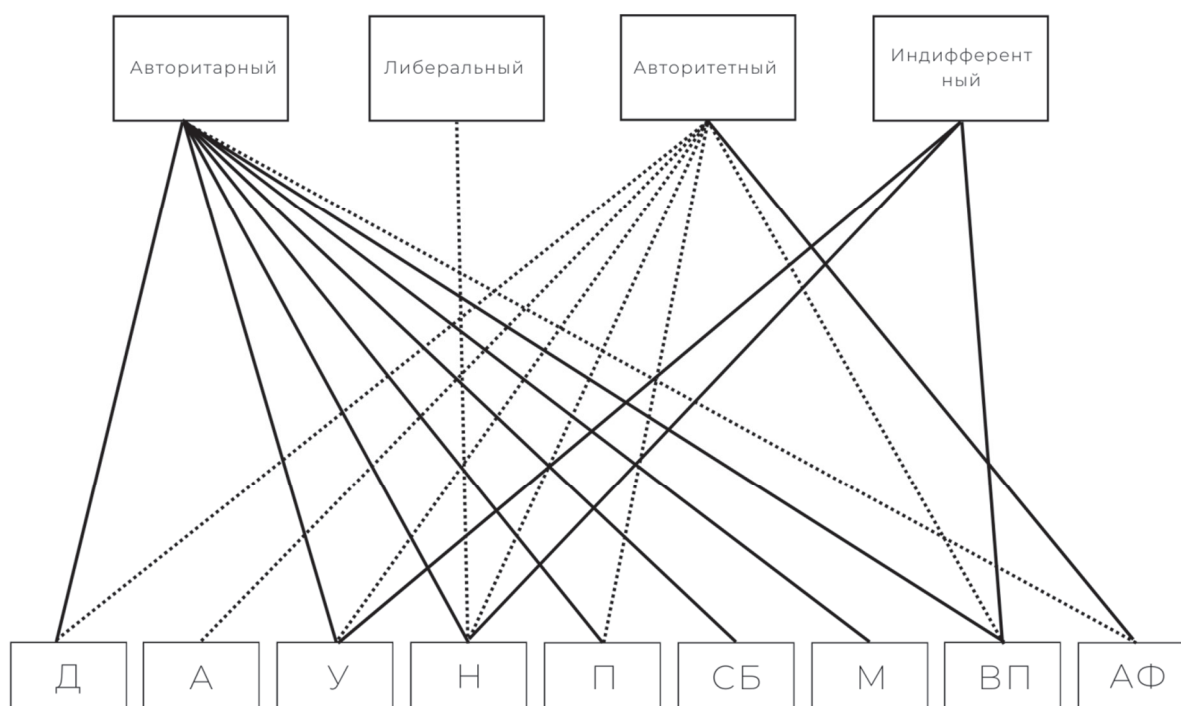 Авторитарный
Либеральный
Авторитетный
Индифферент
ный
Д
А
У
Н
П
СБ
М
ВП
АФ